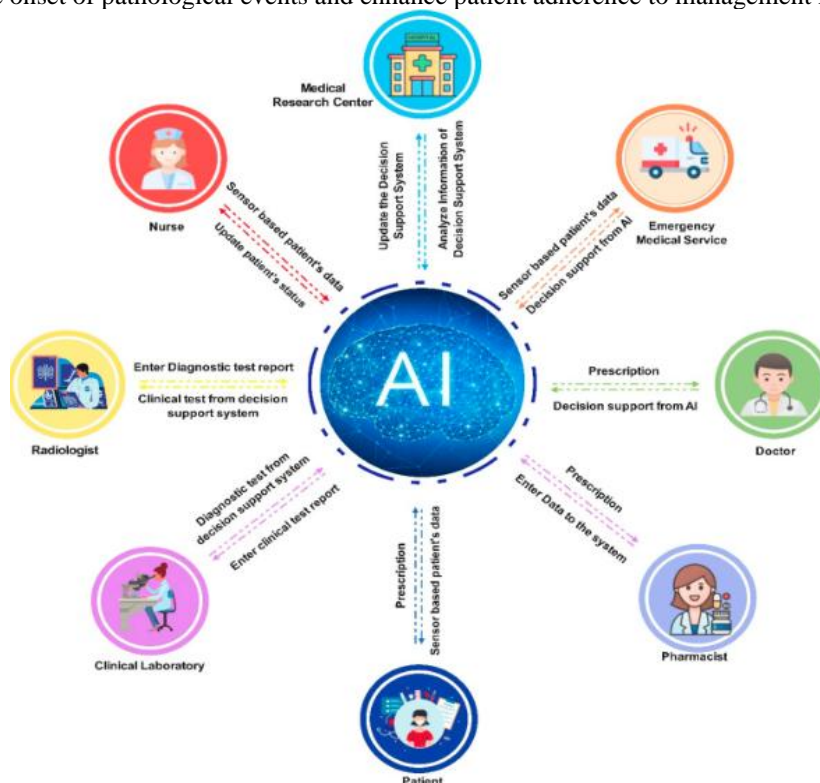 onset of pathological events and enhance patient adherence to management
HOSPITAL
Medical
Research Center
Update the Decision
Support System
Analyze Information of
Decision Support System
Nurse
Sensor based patient's data
Update patient's status
Emergency
Medical Service
Sensor based patient's data
Decision support from AI
Radiologist
Enter Diagnostic test report
Clinical test from decision
support system
AI
Prescription
Decision support from AI
Doctor
Clinical Laboratory
Diagnostic test from
decision support system
Enter clinical test report
Prescription
Sensor based patient's data
Prescription
Enter Data to the system
Pharmacist
Patient